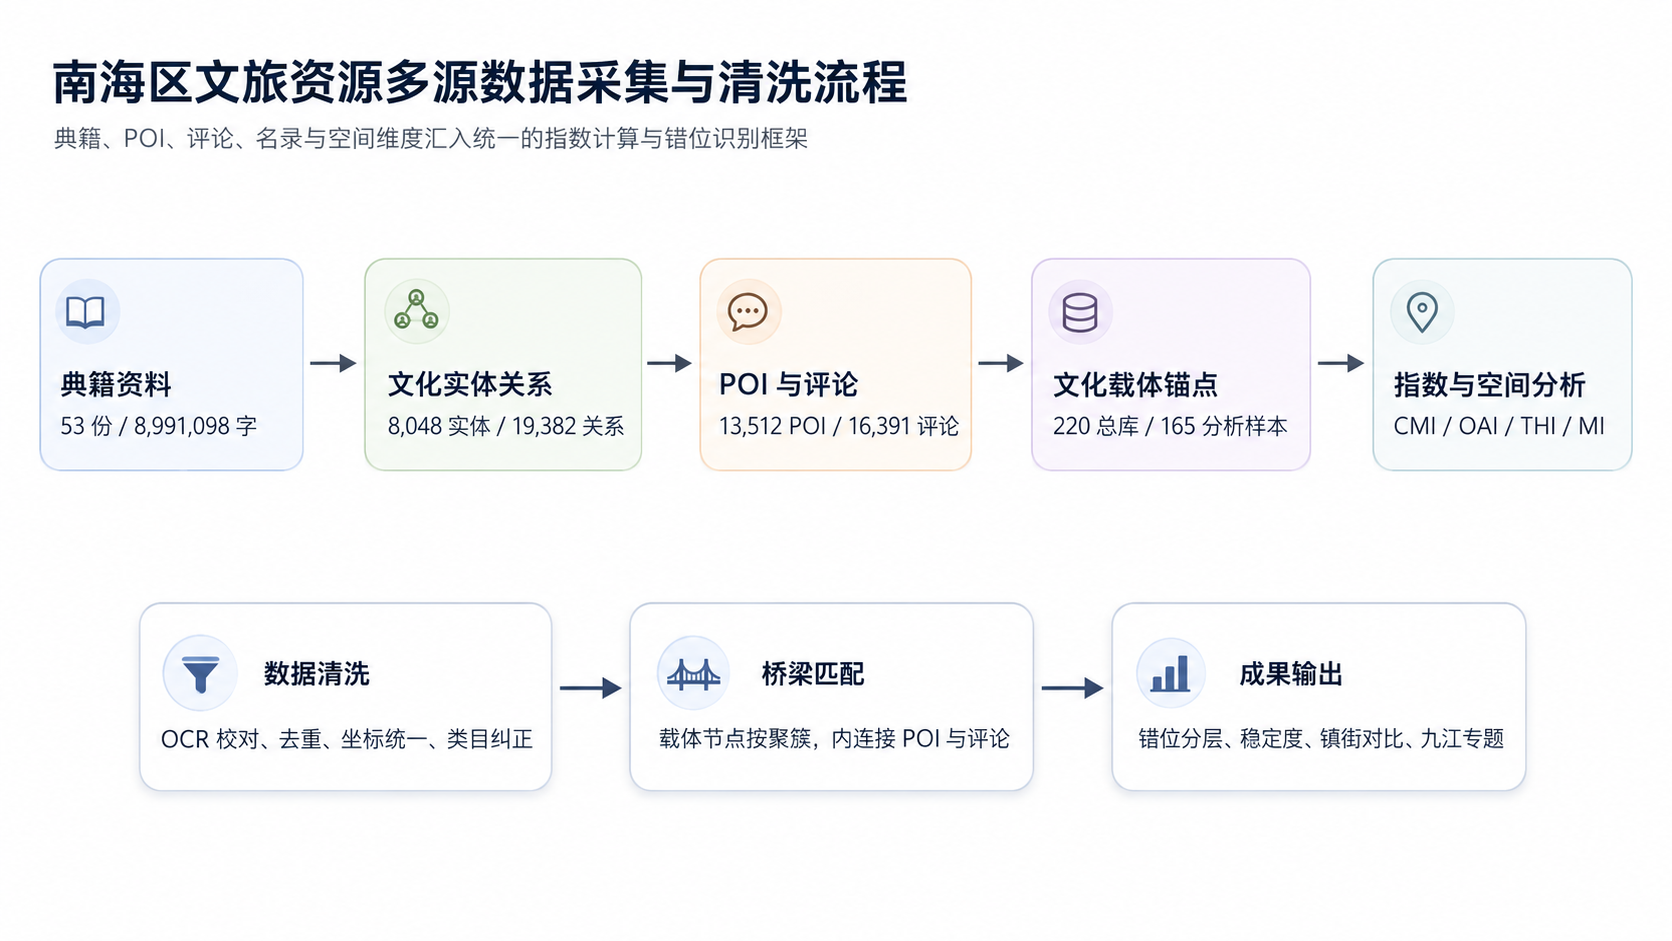 南海区文旅资源多源数据采集与清洗流程
典籍、POI、评论、名录与空间维度汇入统一的指数计算与错位识别框架
典籍资料
53 份 / 8,991,098 字
文化实体关系
8,048 实体 / 19,382 关系
POI 与评论
13,512 POI / 16,391 评论
文化载体锚点
220 总库 / 165 分析样本
指数与空间分析
CMI / OAI / THI / MI
数据清洗
OCR 校对、去重、坐标统一、类目纠正
桥梁匹配
载体节点按聚簇，内连接 POI 与评论
成果输出
错位分层、稳定度、镇街对比、九江专题